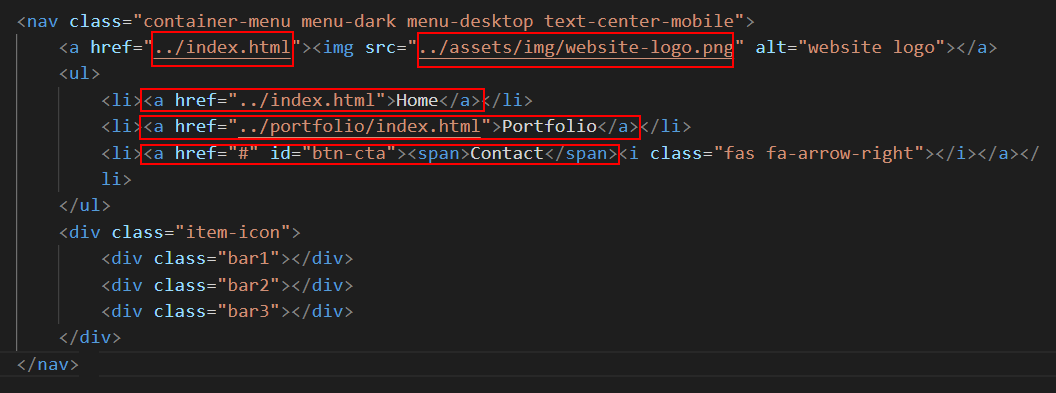 <nav class="container-menu menu-dark menu-desktop text-center-mobile">
<a href="../index.html"><img src="../assets/img/website-logo.png" alt="website logo"></a>
<ul>
<li><a href="../index.html">Home</a></li>
<li><a href="../portfolio/index.html">Portfolio</a></li>
<li><a href="#" id="btn-cta"><span>Contact</span><i class="fas fa-arrow-right"></i></a></
li>
</ul>
<div class="item-icon">
<div class="bar1"></div>
<div class="bar2"></div>
<div class="bar3"></div>
</div>
</nav>